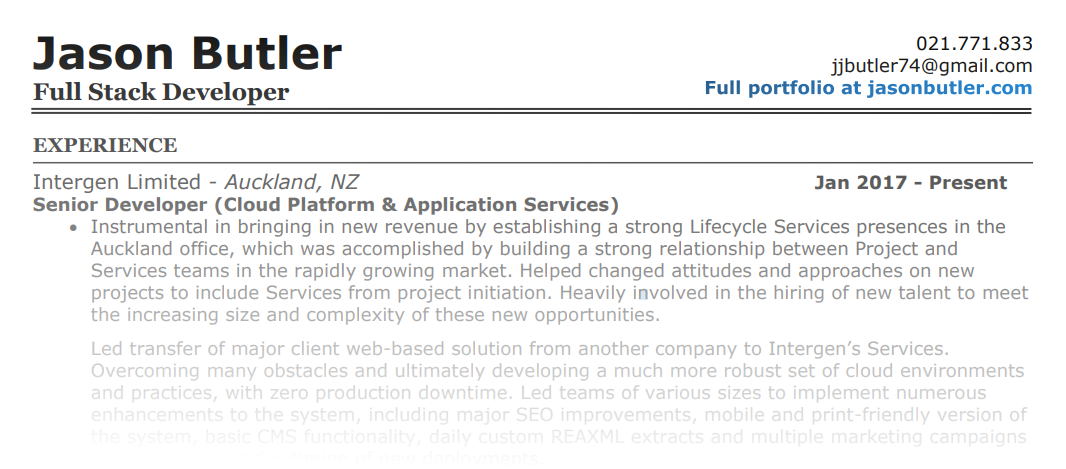 Jason Butler
021.771.833
jjbutler74@gmail.com
Full Stack Developer
Full portfolio at jasonbutler.com
EXPERIENCE
Intergen Limited - Auckland, NZ
Jan 2017 - Present
Senior Developer (Cloud Platform & Application Services)
• Instrumental in bringing in new revenue by establishing a strong Lifecycle Services presences in the
Auckland office, which was accomplished by building a strong relationship between Project and
Services teams in the rapidly growing market. Helped changed attitudes and approaches on new
projects to include Services from project initiation. Heavily involved in the hiring of new talent to meet
the increasing size and complexity of these new opportunities.
Led transfer of major client web-based solution from another company to Intergen’s Services.
Overcoming many obstacles and ultimately developing a much more robust set of cloud environments
and practices, with zero production downtime. Led teams of various sizes to implement numerous
enhancements to the system, including major SEO improvements, mobile and print-friendly version of
the system, basic CMS functionality, daily custom REAXML extracts and multiple marketing campaigns
of new deployments.